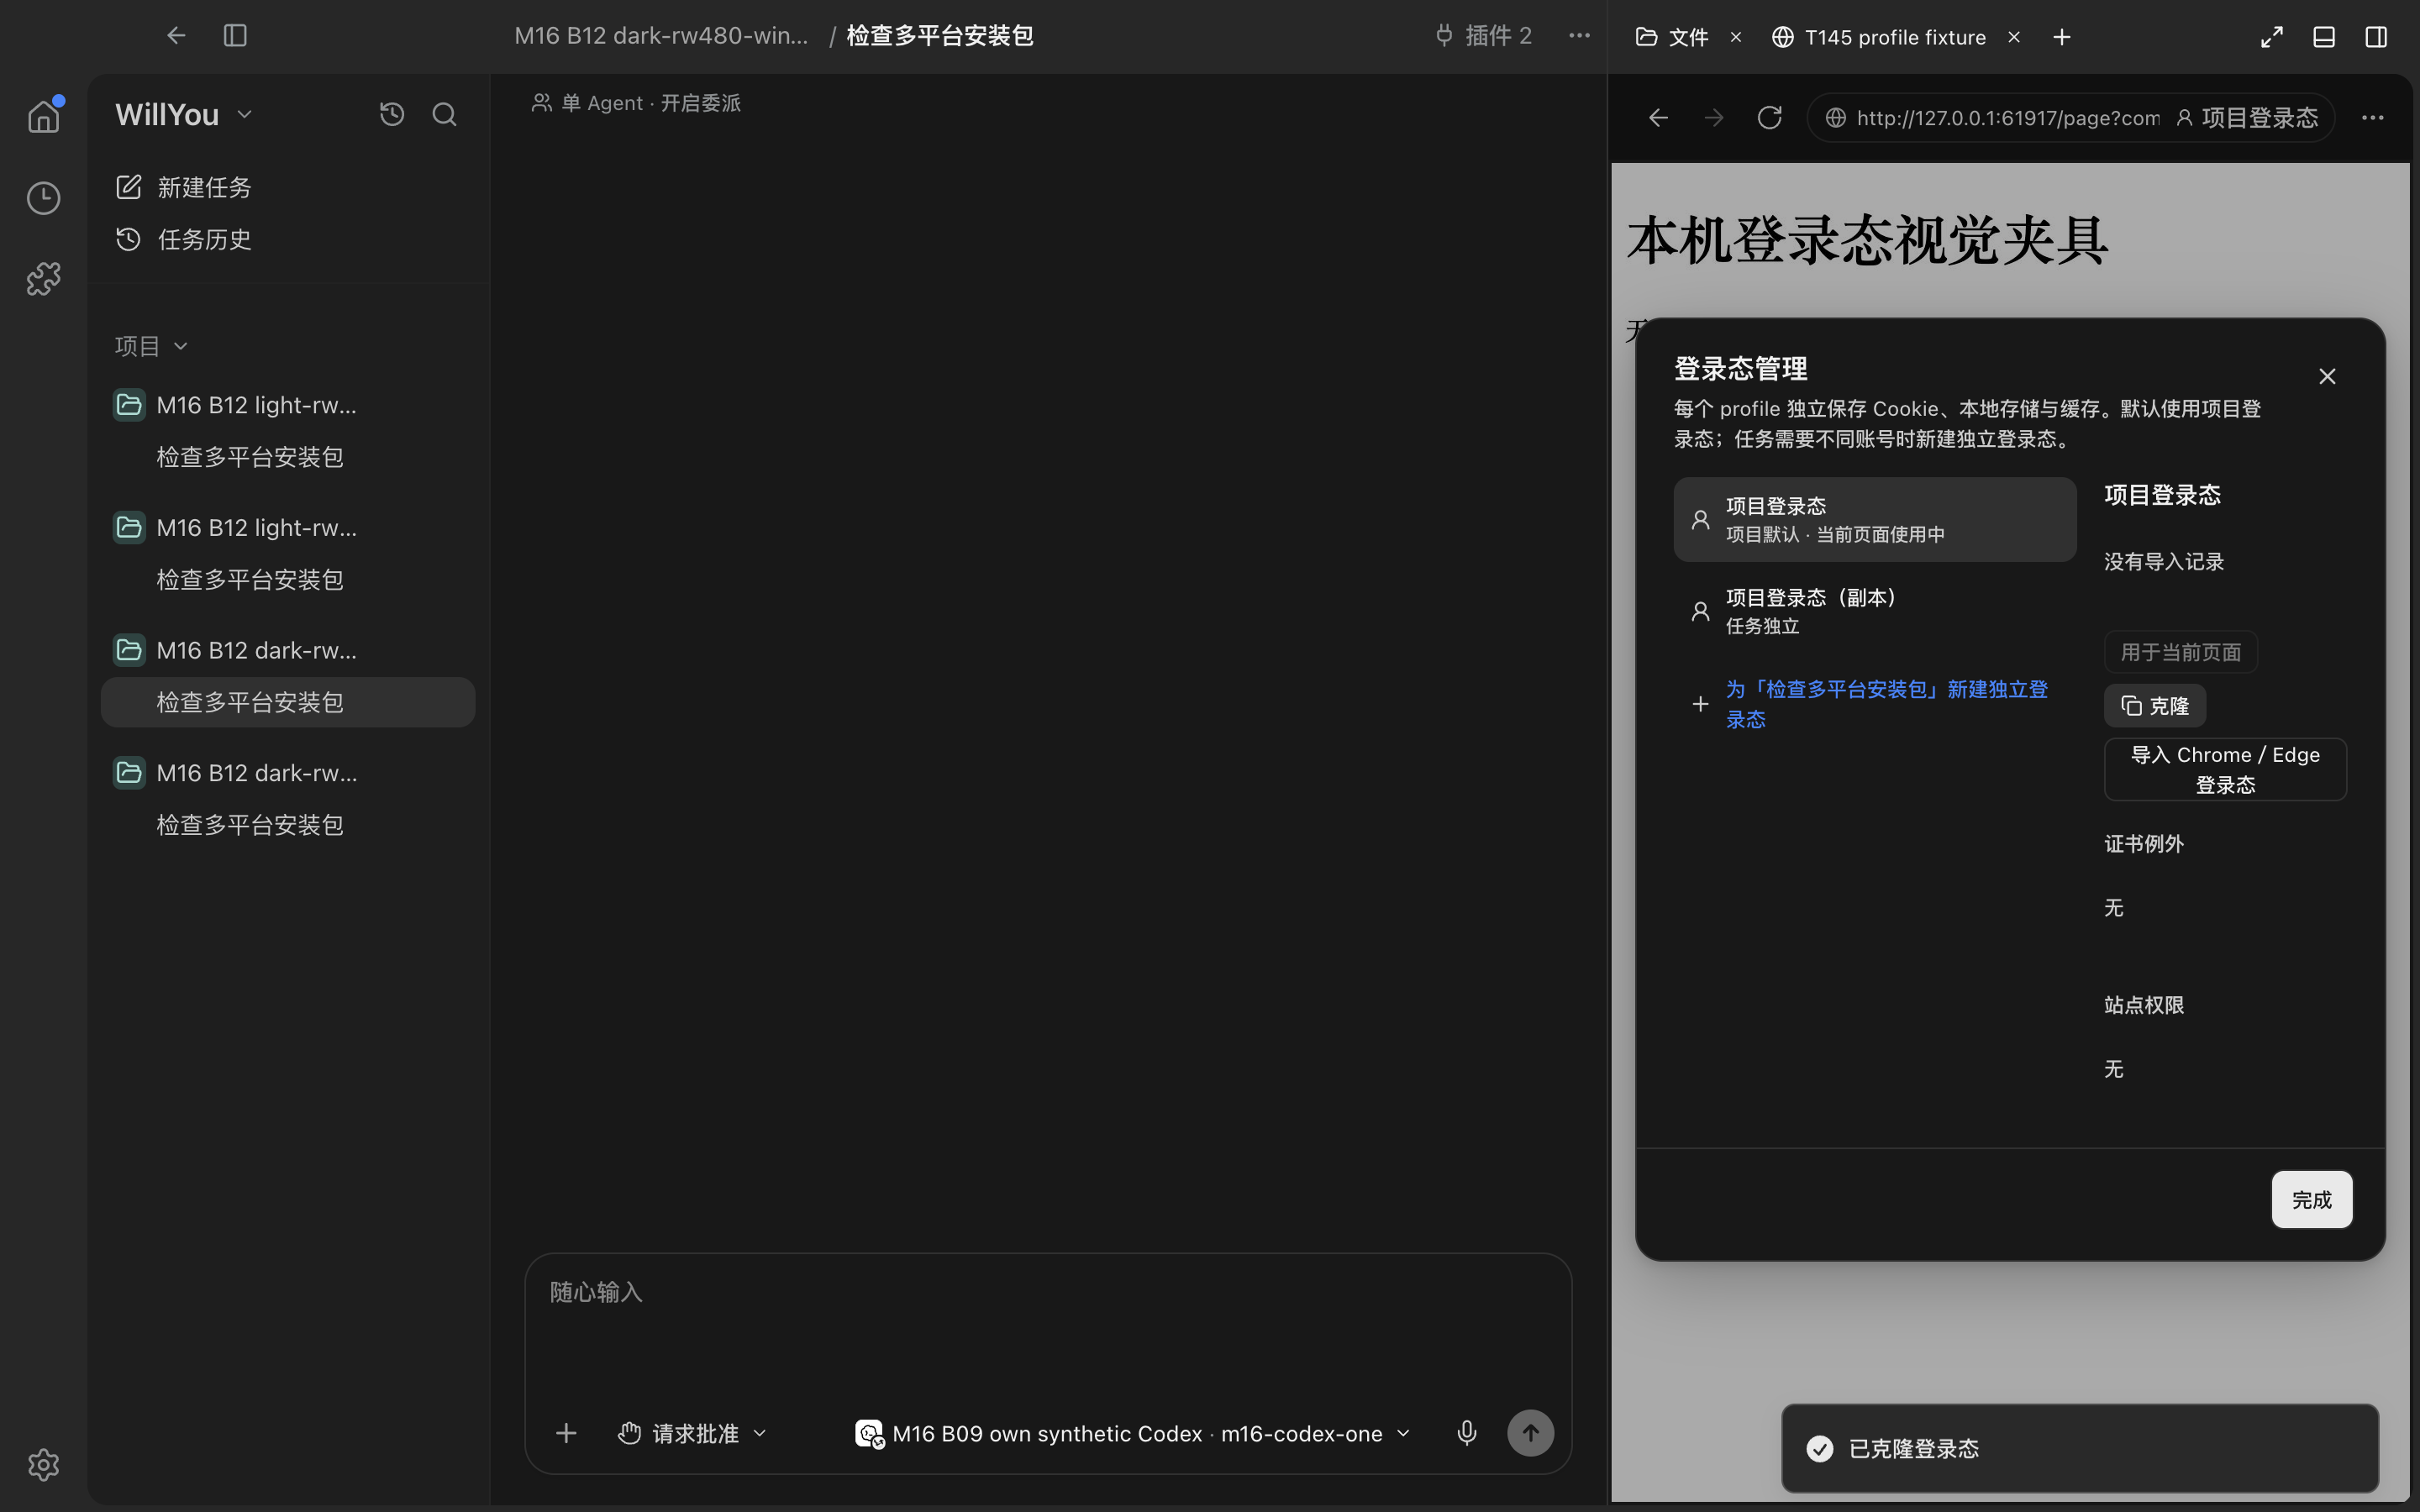 M16 B12 dark-rw480-win... / 检查多平台安装包
插件 2
文件
T145 profile fixture
WillYou
新建任务
任务历史
项目
M16 B12 light-rw...
检查多平台安装包
M16 B12 light-rw...
检查多平台安装包
M16 B12 dark-rw...
检查多平台安装包
M16 B12 dark-rw...
检查多平台安装包
单 Agent · 开启委派
随心输入
请求批准
M16 B09 own synthetic Codex · m16-codex-one
http://127.0.0.1:61917/page?com
项目登录态
本机登录态视觉夹具
登录态管理
每个 profile 独立保存 Cookie、本地存储与缓存。默认使用项目登
录态；任务需要不同账号时新建独立登录态。
项目登录态
项目默认 · 当前页面使用中
项目登录态（副本）
任务独立
为「检查多平台安装包」新建独立登
录态
项目登录态
没有导入记录
用于当前页面
克隆
导入 Chrome / Edge
登录态
证书例外
无
站点权限
无
完成
已克隆登录态